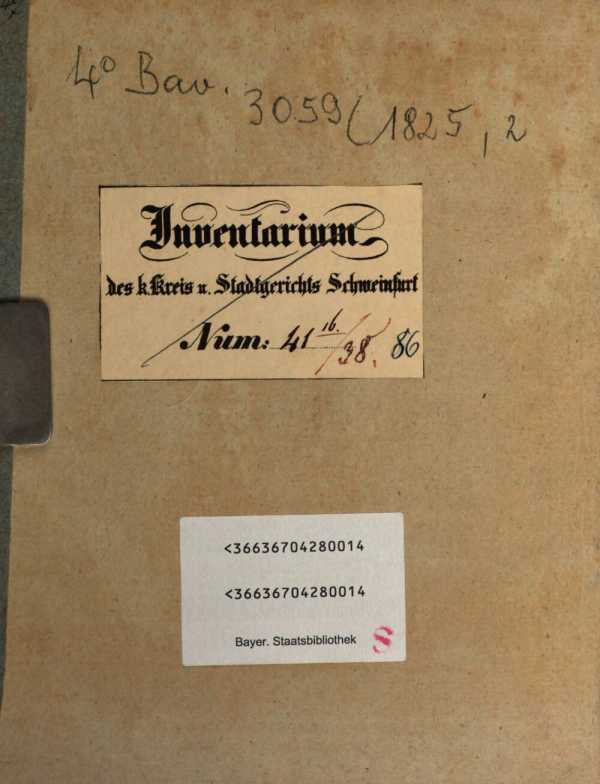 4° Bav. 3059(1825,2
Inventarium
des k. Kreis u. Stadtgerichts Schweinfurt
Num: 41 16. / 38. 86
<36636704280014
<36636704280014
Bayer. Staatsbibliothek